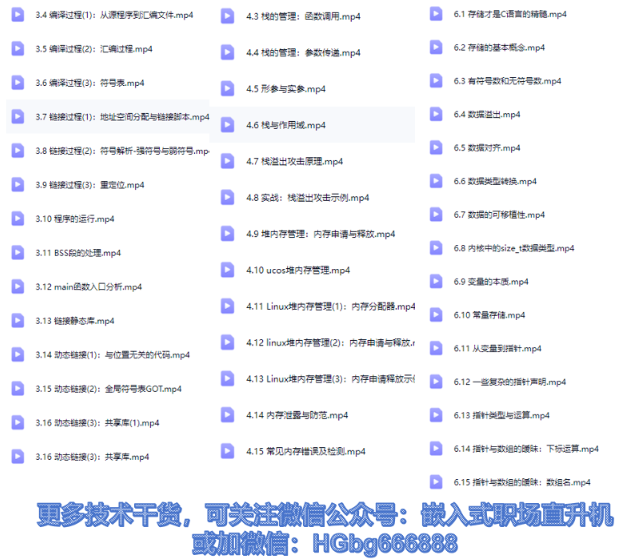 3.4 编译过程(1)：从源程序到汇编文件.mp4
3.5 编译过程(2)：汇编过程.mp4
3.6 编译过程(3)：符号表.mp4
3.7 链接过程(1)：地址空间分配与链接脚本.mp4
3.8 链接过程(2)：符号解析-强符号与弱符号.mp
3.9 链接过程(3)：重定位.mp4
3.10 程序的运行.mp4
3.11 BSS段的处理.mp4
3.12 main函数入口分析.mp4
3.13 链接静态库.mp4
3.14 动态链接(1)：与位置无关的代码.mp4
3.15 动态链接(2)：全局符号表GOT.mp4
3.16 动态链接(3)：共享库(1).mp4
3.16 动态链接(3)：共享库.mp4
4.3 栈的管理：函数调用.mp4
4.4 栈的管理：参数传递.mp4
4.5 形参与实参.mp4
4.6 栈与作用域.mp4
4.7 栈溢出攻击原理.mp4
4.8 实战：栈溢出攻击示例.mp4
4.9 堆内存管理：内存申请与释放.mp4
4.10 ucos堆内存管理.mp4
4.11 Linux堆内存管理(1)：内存分配器.mp4
4.12 linux堆内存管理(2)：内存申请与释放.r
4.13 Linux堆内存管理(3)：内存申请释放示
4.14 内存泄露与防范.mp4
4.15 常见内存错误及检测.mp4
6.1 存储才是C语言的精髓.mp4
6.2 存储的基本概念.mp4
6.3 有符号数和无符号数.mp4
6.4 数据溢出.mp4
6.5 数据对齐.mp4
6.6 数据类型转换.mp4
6.7 数据的可移植性.mp4
6.8 内核中的size_t数据类型.mp4
6.9 变量的本质.mp4
6.10 常量存储.mp4
6.11 从变量到指针.mp4
6.12 一些复杂的指针声明.mp4
6.13 指针类型与运算.mp4
6.14 指针与数组的暧昧：下标运算.mp4
6.15 指针与数组的暧昧：数组名.mp4
更多技术干货，可关注微信公众号：嵌入式职场直升机
或加微信：HGbg666888